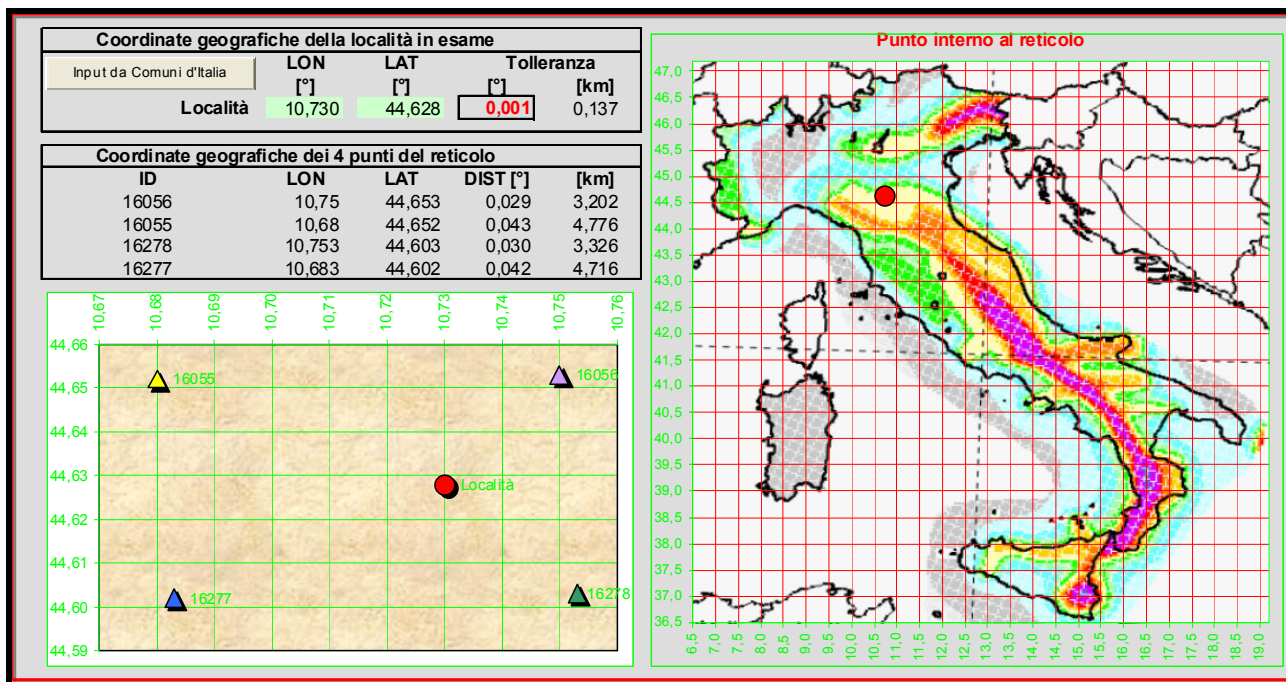 Coordinate geografiche della località in esame
LON LAT Tolleranza
Input da Comuni d'Italia
[°] [°] [°] [km]
Località 10,730 44,628 0,001 0,137
Coordinate geografiche dei 4 punti del reticolo
ID LON LAT DIST [°] [km]
16056 10,75 44,653 0,029 3,202
16055 10,68 44,652 0,043 4,776
16278 10,753 44,603 0,030 3,326
16277 10,683 44,602 0,042 4,716
10,67 10,68 10,69 10,70 10,71 10,72 10,73 10,74 10,75 10,76
44,66
44,65
44,64
44,63
44,62
44,61
44,60
44,59
16055
16056
Località
16277
16278
Punto interno al reticolo
47,0
46,5
46,0
45,5
45,0
44,5
44,0
43,5
43,0
42,5
42,0
41,5
41,0
40,5
40,0
39,5
39,0
38,5
38,0
37,5
37,0
36,5
6,5 7,0 7,5 8,0 8,5 9,0 9,5 10,0 10,5 11,0 11,5 12,0 12,5 13,0 13,5 14,0 14,5 15,0 15,5 16,0 16,5 17,0 17,5 18,0 18,5 19,0